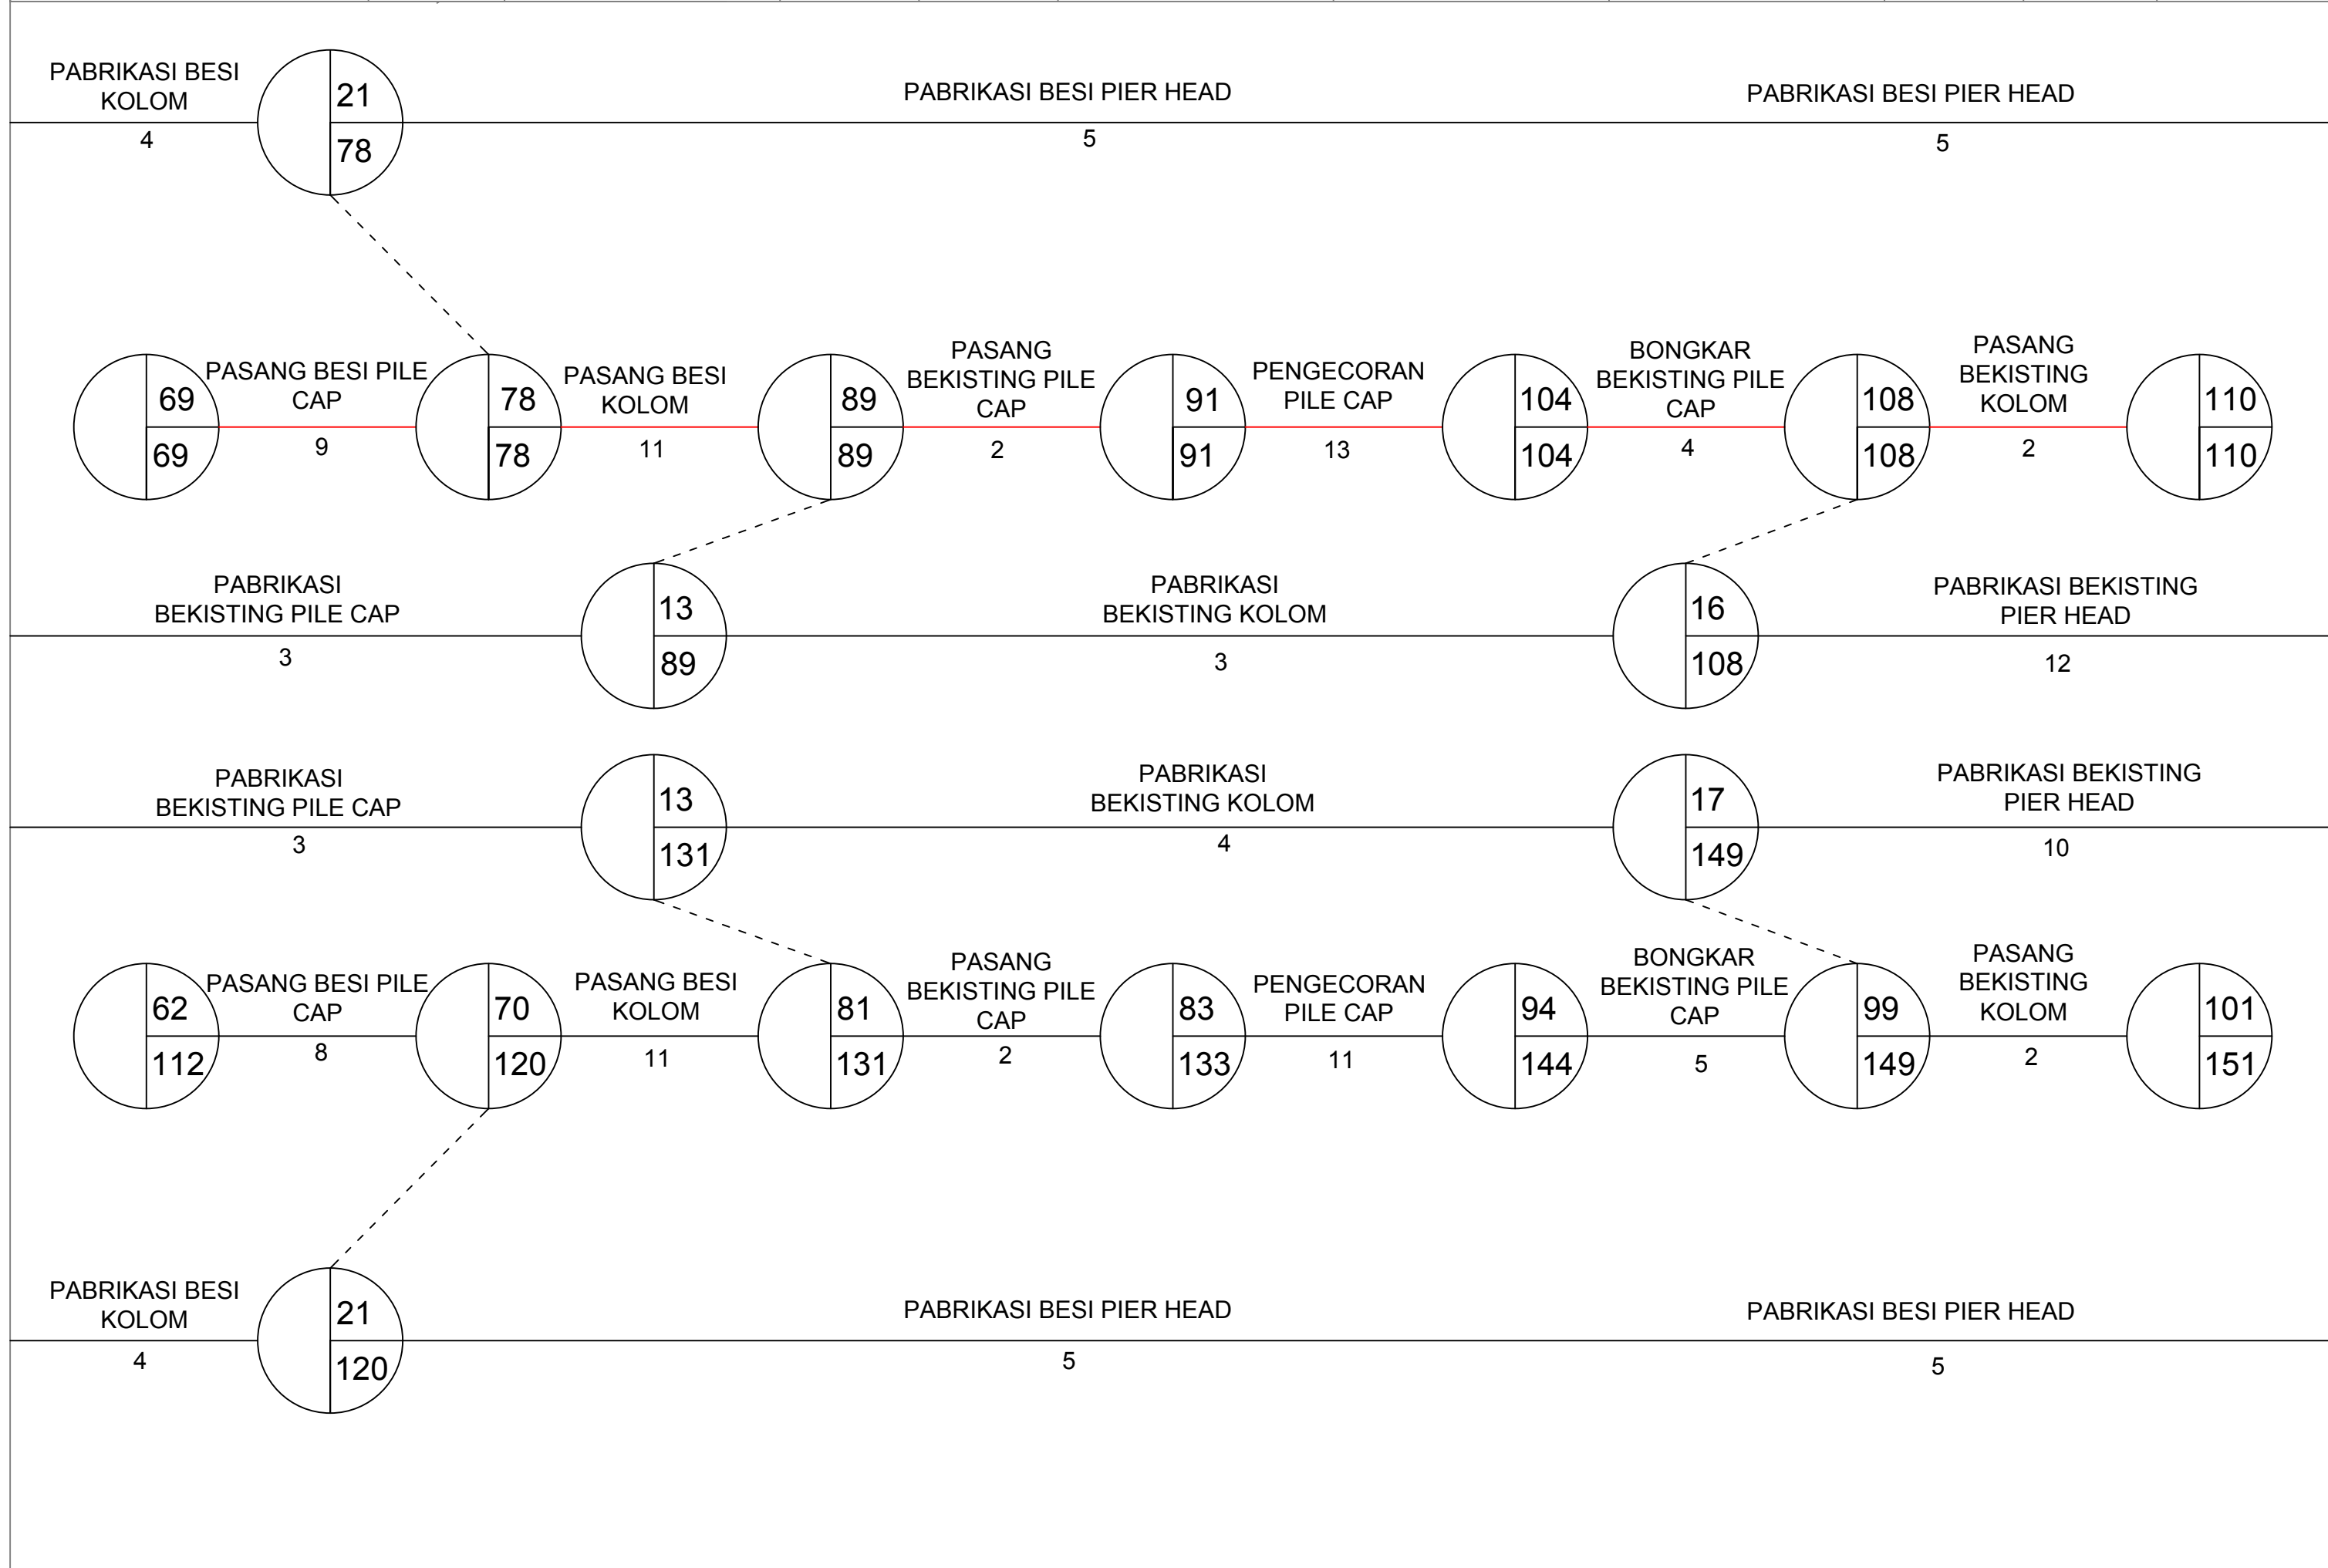 PABRIKASI BESI
KOLOM
4
21
78
PABRIKASI BESI PIER HEAD
5
PABRIKASI BESI PIER HEAD
5
69
69
PASANG BESI PILE
CAP
9
78
78
PASANG BESI
KOLOM
11
89
89
PASANG
BEKISTING PILE
CAP
2
91
91
PENGECORAN
PILE CAP
13
104
104
BONGKAR
BEKISTING PILE
CAP
4
108
108
PASANG
BEKISTING
KOLOM
2
110
110
PABRIKASI
BEKISTING PILE CAP
3
13
89
PABRIKASI
BEKISTING KOLOM
3
16
108
PABRIKASI BEKISTING
PIER HEAD
12
PABRIKASI
BEKISTING PILE CAP
3
13
131
PABRIKASI
BEKISTING KOLOM
4
17
149
PABRIKASI BEKISTING
PIER HEAD
10
62
112
PASANG BESI PILE
CAP
8
70
120
PASANG BESI
KOLOM
11
81
131
PASANG
BEKISTING PILE
CAP
2
83
133
PENGECORAN
PILE CAP
11
94
144
BONGKAR
BEKISTING PILE
CAP
5
99
149
PASANG
BEKISTING
KOLOM
2
101
151
PABRIKASI BESI
KOLOM
4
21
120
PABRIKASI BESI PIER HEAD
5
PABRIKASI BESI PIER HEAD
5